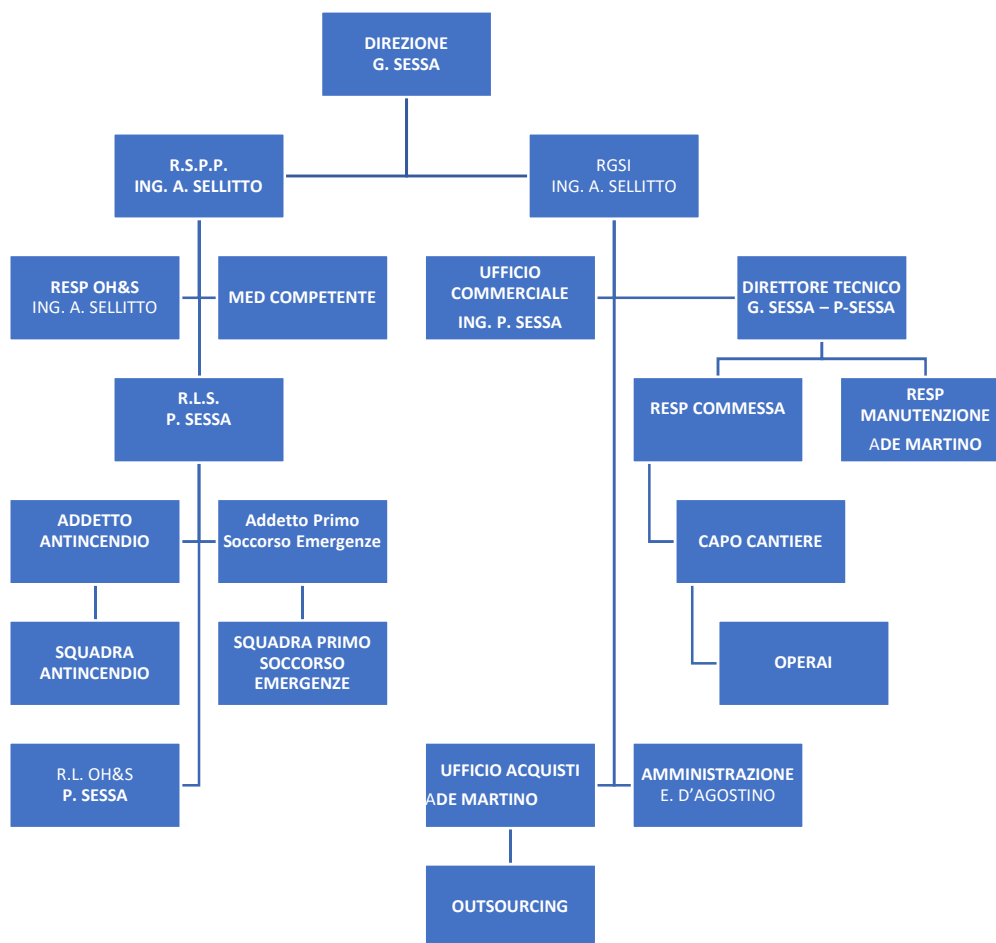 DIREZIONE
G. SESSA
R.S.P.P.
ING. A. SELLITTO
RGSI
ING. A. SELLITTO
RESP OH&S
ING. A. SELLITTO
MED COMPETENTE
UFFICIO
COMMERCIALE
ING. P. SESSA
DIRETTORE TECNICO
G. SESSA – P-SESSA
R.L.S.
P. SESSA
RESP COMMESSA
RESP
MANUTENZIONE
ADE MARTINO
ADDETTO
ANTINCENDIO
Addetto Primo
Soccorso Emergenze
CAPO CANTIERE
SQUADRA
ANTINCENDIO
SQUADRA PRIMO
SOCCORSO
EMERGENZE
OPERAI
R.L. OH&S
P. SESSA
UFFICIO ACQUISTI
ADE MARTINO
AMMINISTRAZIONE
E. D’AGOSTINO
OUTSOURCING